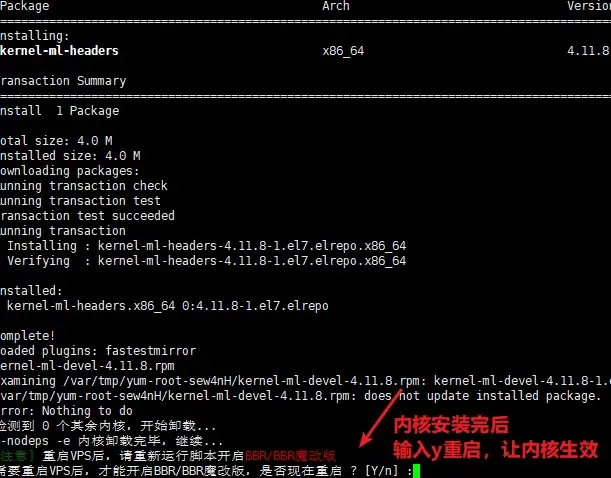 Package Arch Version
nstalling:
kernel-ml-headers x86_64 4.11.8
ransaction Summary
nstall 1 Package
otal size: 4.0 M
nstalled size: 4.0 M
ownloading packages:
unning transaction check
unning transaction test
ransaction test succeeded
unning transaction
Installing : kernel-ml-headers-4.11.8-1.el7.elrepo.x86_64
Verifying : kernel-ml-headers-4.11.8-1.el7.elrepo.x86_64
nstalled:
kernel-ml-headers.x86_64 0:4.11.8-1.el7.elrepo
omplete!
oaded plugins: fastestmirror
ernel-ml-devel-4.11.8.rpm
xamining /var/tmp/yum-root-sew4nH/kernel-ml-devel-4.11.8.rpm: kernel-ml-devel-4.11.8-1.e
var/tmp/yum-root-sew4nH/kernel-ml-devel-4.11.8.rpm: does not update installed package.
rror: Nothing to do
检测到 0 个其余内核，开始卸载...
-nodeps -e 内核卸载完毕，继续...
注意] 重启VPS后，请重新运行脚本开启BBR/BBR魔改版
需要重启VPS后，才能开启BBR/BBR魔改版，是否现在重启 ? [Y/n] :
内核安装完后
输入y重启，让内核生效